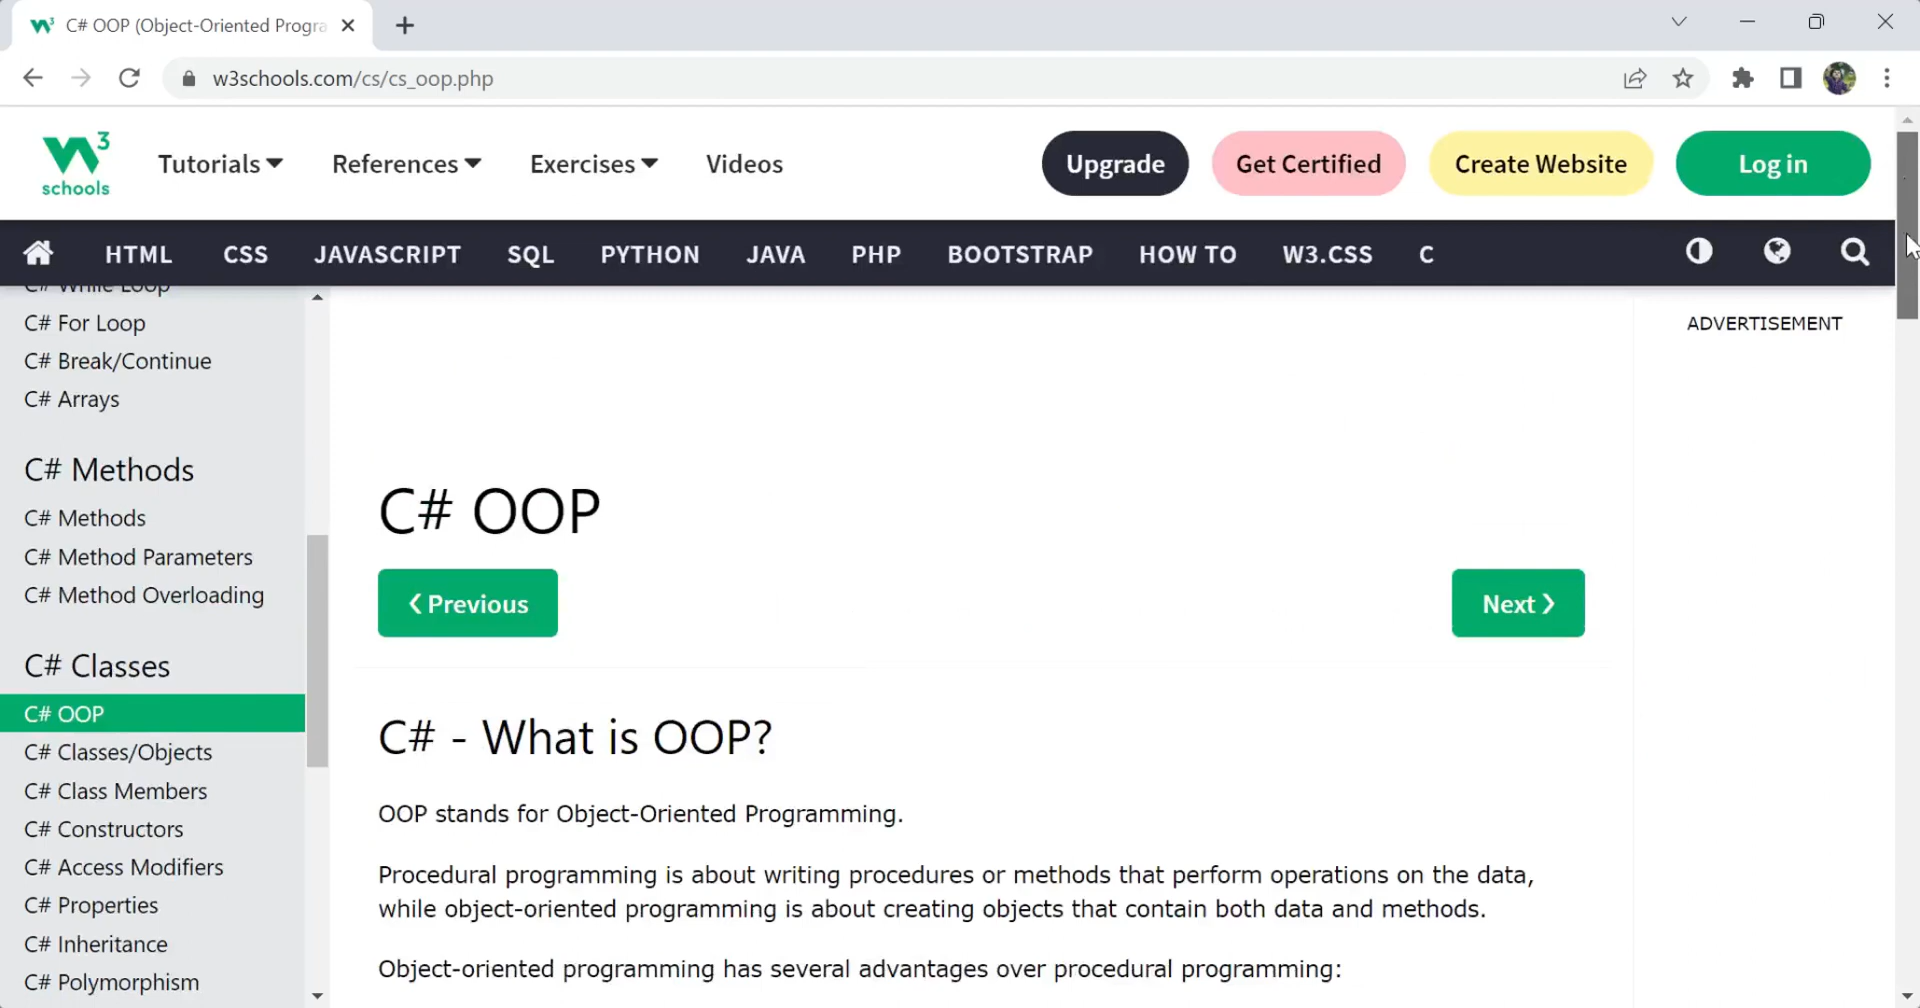 C# OOP (Object-Oriented Progra
w3schools.com/cs/cs_oop.php
W3 schools
Tutorials
References
Exercises
Videos
Upgrade
Get Certified
Create Website
Log in
HTML
CSS
JAVASCRIPT
SQL
PYTHON
JAVA
PHP
BOOTSTRAP
HOW TO
W3.CSS
C
C# While Loop
C# For Loop
C# Break/Continue
C# Arrays
C# Methods
C# Methods
C# Method Parameters
C# Method Overloading
C# Classes
C# OOP
C# Classes/Objects
C# Class Members
C# Constructors
C# Access Modifiers
C# Properties
C# Inheritance
C# Polymorphism
ADVERTISEMENT
C# OOP
❮ Previous
Next ❯
C# - What is OOP?
OOP stands for Object-Oriented Programming.
Procedural programming is about writing procedures or methods that perform operations on the data,
while object-oriented programming is about creating objects that contain both data and methods.
Object-oriented programming has several advantages over procedural programming: